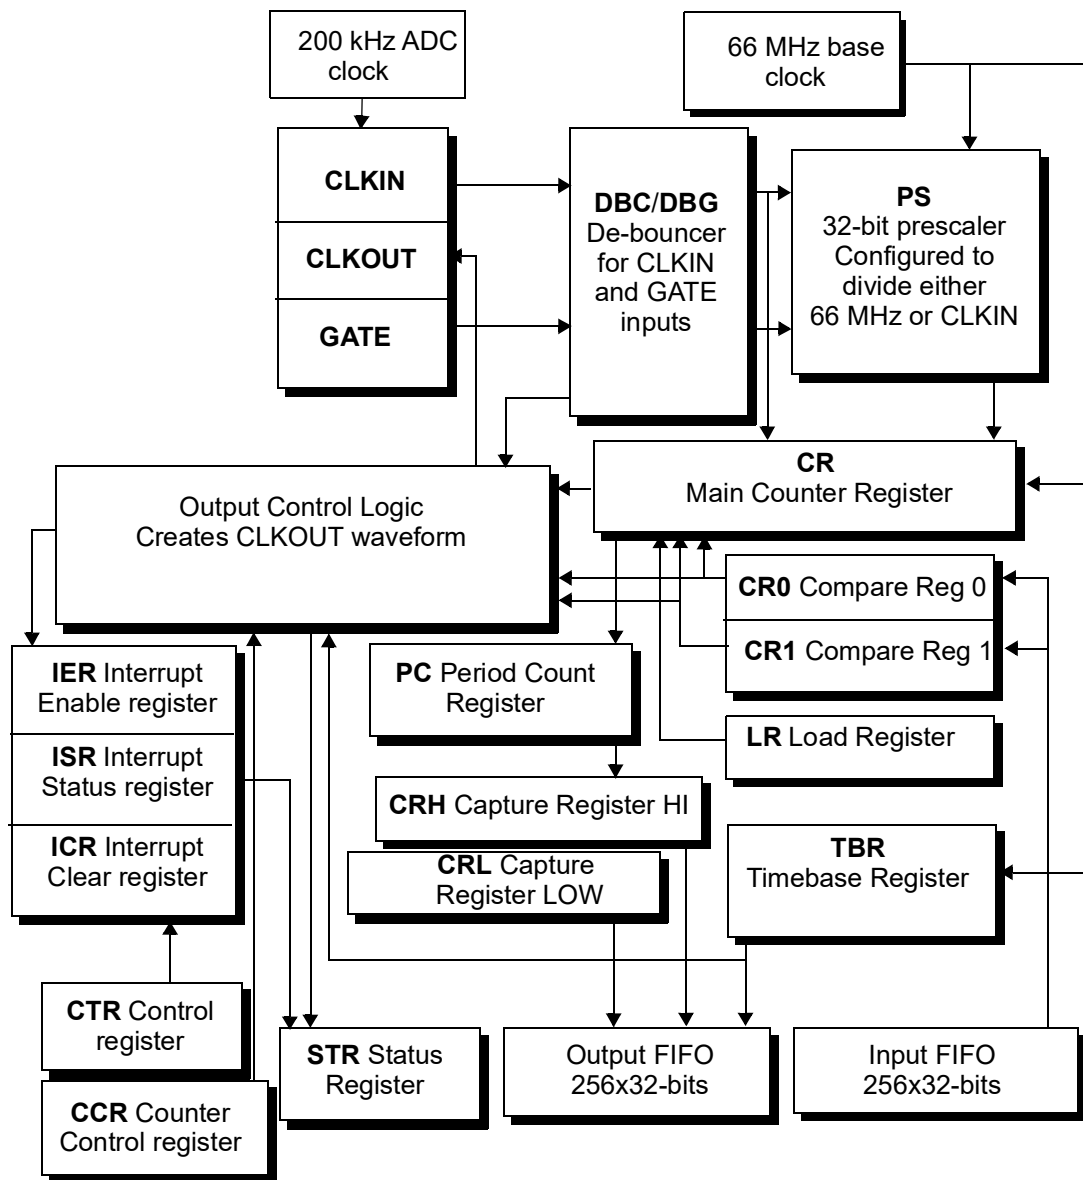 200 kHz ADC
clock
66 MHz base
clock
CLKIN
CLKOUT
GATE
DBC/DBG
De-bouncer
for CLKIN
and GATE
inputs
PS
32-bit prescaler
Configured to
divide either
66 MHz or CLKIN
CR
Main Counter Register
Output Control Logic
Creates CLKOUT waveform
CR0 Compare Reg 0
CR1 Compare Reg 1
IER Interrupt
Enable register
ISR Interrupt
Status register
ICR Interrupt
Clear register
PC Period Count
Register
LR Load Register
CRH Capture Register HI
CRL Capture
Register LOW
TBR
Timebase Register
CTR Control
register
CCR Counter
Control register
STR Status
Register
Output FIFO
256x32-bits
Input FIFO
256x32-bits